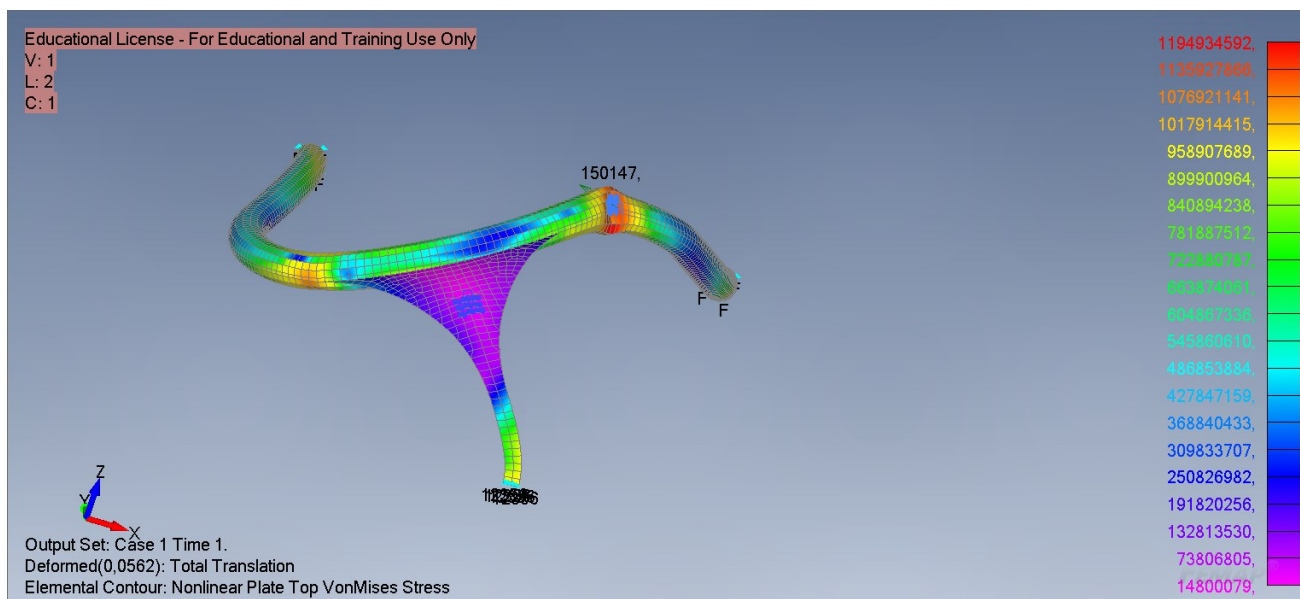 Educational License - For Educational and Training Use Only
V: 1
L: 2
C: 1
1194934592,
1135927866,
1076921141,
1017914415,
958907689,
899900964,
840894238,
781887512,
722880787,
663874061,
604867336,
545860610,
486853884,
427847159,
368840433,
309833707,
250826982,
191820256,
132813530,
73806805,
14800079,
150147,
F
F
F
Z
Y
X
Output Set: Case 1 Time 1.
Deformed(0,0562): Total Translation
Elemental Contour: Nonlinear Plate Top VonMises Stress